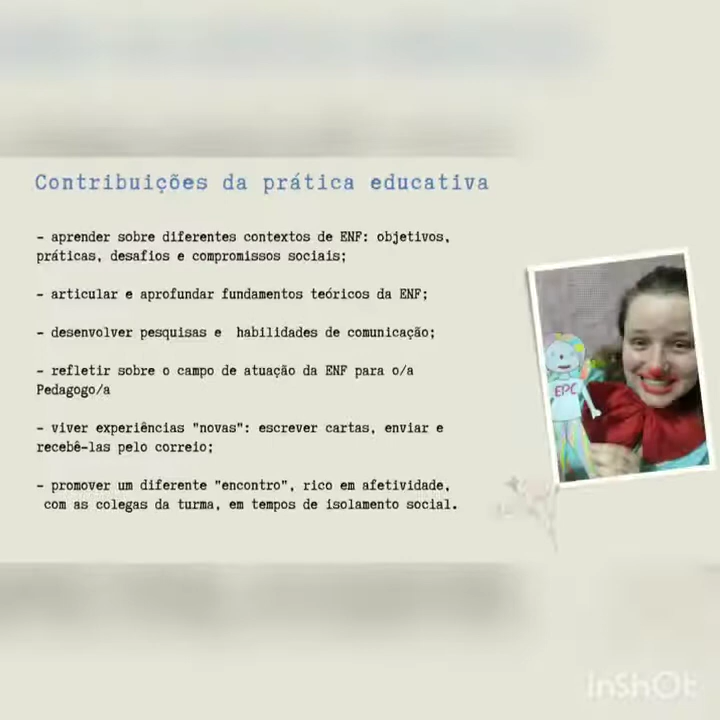 Contribuições da prática educativa
- aprender sobre diferentes contextos de ENF: objetivos,
práticas, desafios e compromissos sociais;
- articular e aprofundar fundamentos teóricos da ENF;
- desenvolver pesquisas e  habilidades de comunicação;
- refletir sobre o campo de atuação da ENF para o/a
Pedagogo/a
- viver experiências "novas": escrever cartas, enviar e
recebê-las pelo correio;
- promover um diferente "encontro", rico em afetividade,
com as colegas da turma, em tempos de isolamento social.
EPC
InShOt